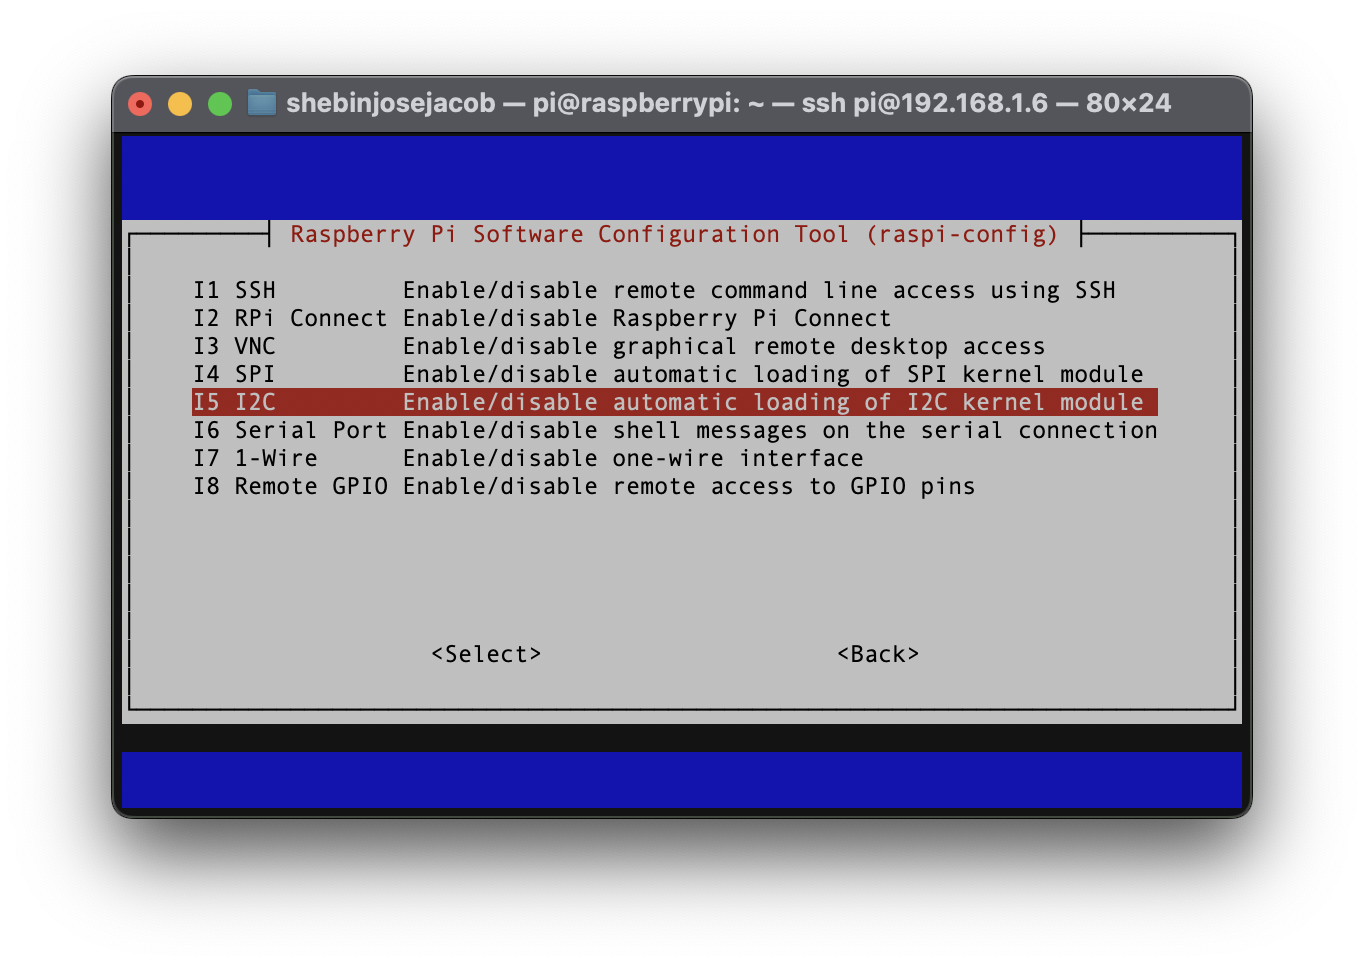 shebinjosejacob — pi@raspberrypi: ~ — ssh pi@192.168.1.6 — 80×24
Raspberry Pi Software Configuration Tool (raspi-config)
I1 SSH Enable/disable remote command line access using SSH
I2 RPi Connect Enable/disable Raspberry Pi Connect
I3 VNC Enable/disable graphical remote desktop access
I4 SPI Enable/disable automatic loading of SPI kernel module
I5 I2C Enable/disable automatic loading of I2C kernel module
I6 Serial Port Enable/disable shell messages on the serial connection
I7 1-Wire Enable/disable one-wire interface
I8 Remote GPIO Enable/disable remote access to GPIO pins
<Select> <Back>